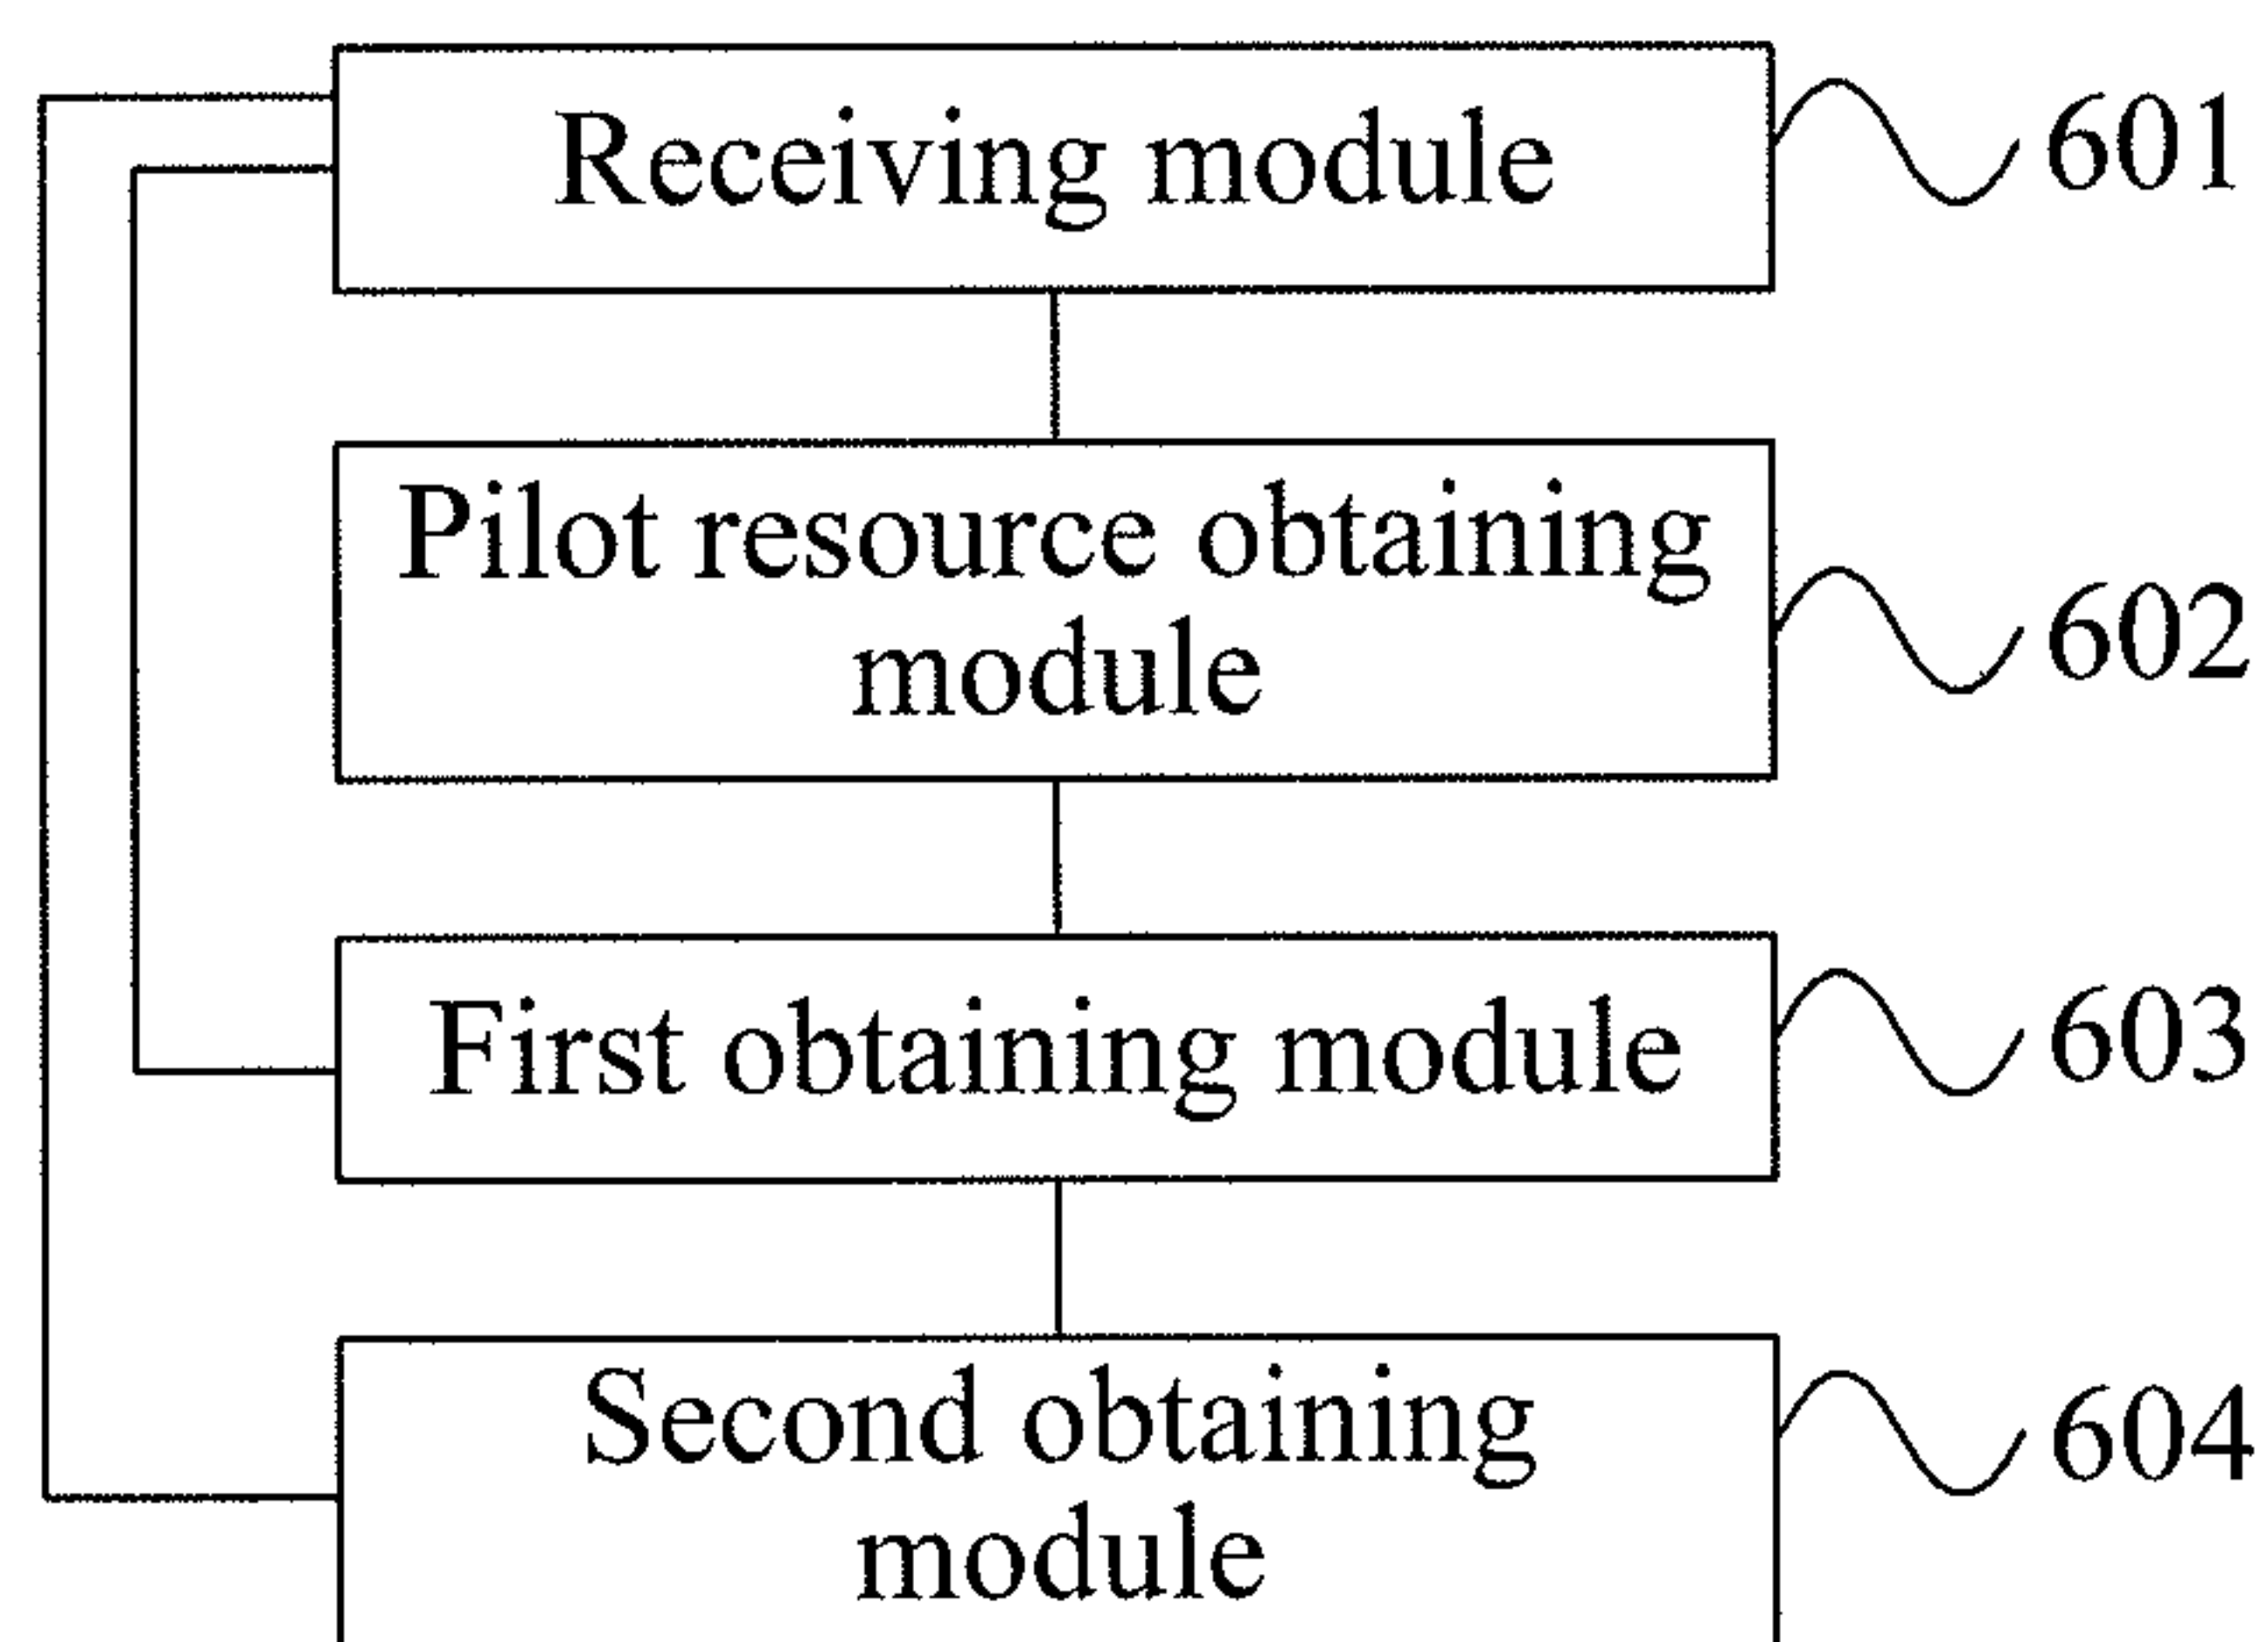 Receiving module
601
Pilot resource obtaining
module
602
First obtaining module
603
Second obtaining
module
604